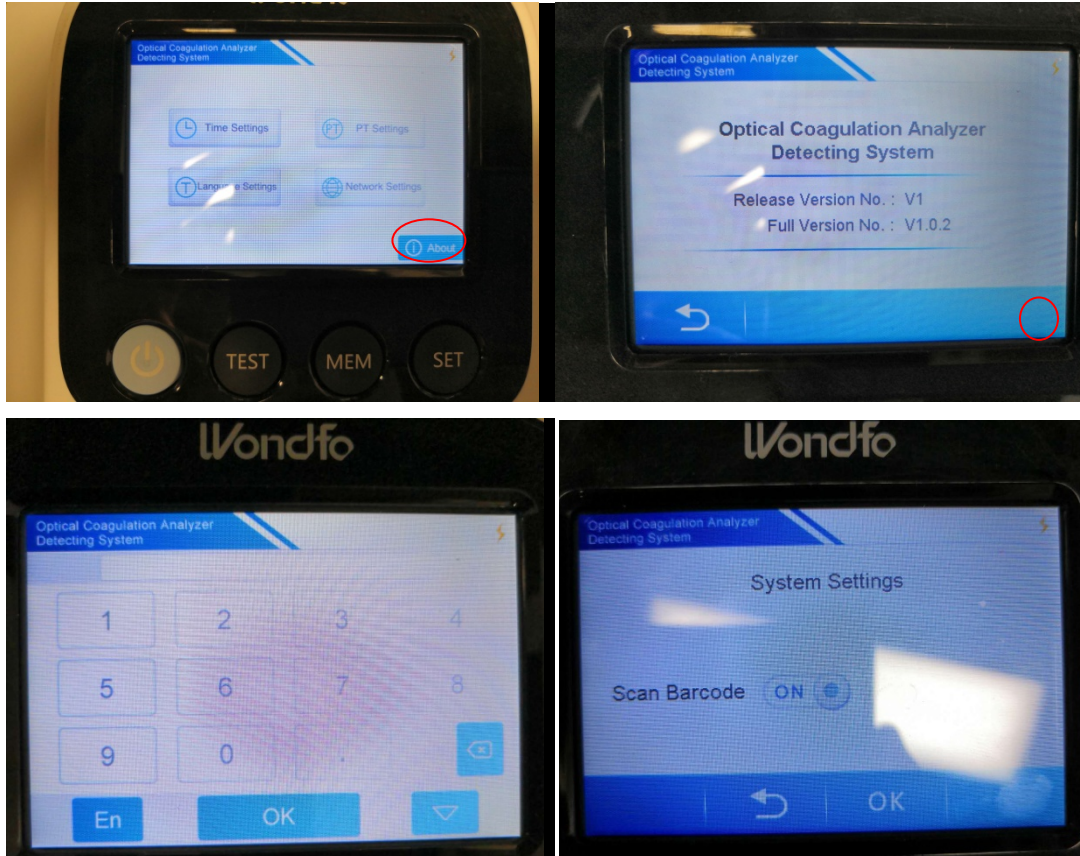 Wondfo
Optical Coagulation Analyzer
Detecting System
Time Settings
PT
PT Settings
T
Language Settings
Network Settings
i
About
TEST
MEM
SET
Optical Coagulation Analyzer
Detecting System
Optical Coagulation Analyzer
Detecting System
Release Version No. : V1
Full Version No. : V1.0.2
Wondfo
Optical Coagulation Analyzer
Detecting System
1 2 3 4
5 6 7 8
9 0 .
En OK
Wondfo
Optical Coagulation Analyzer
Detecting System
System Settings
Scan Barcode ON
OK